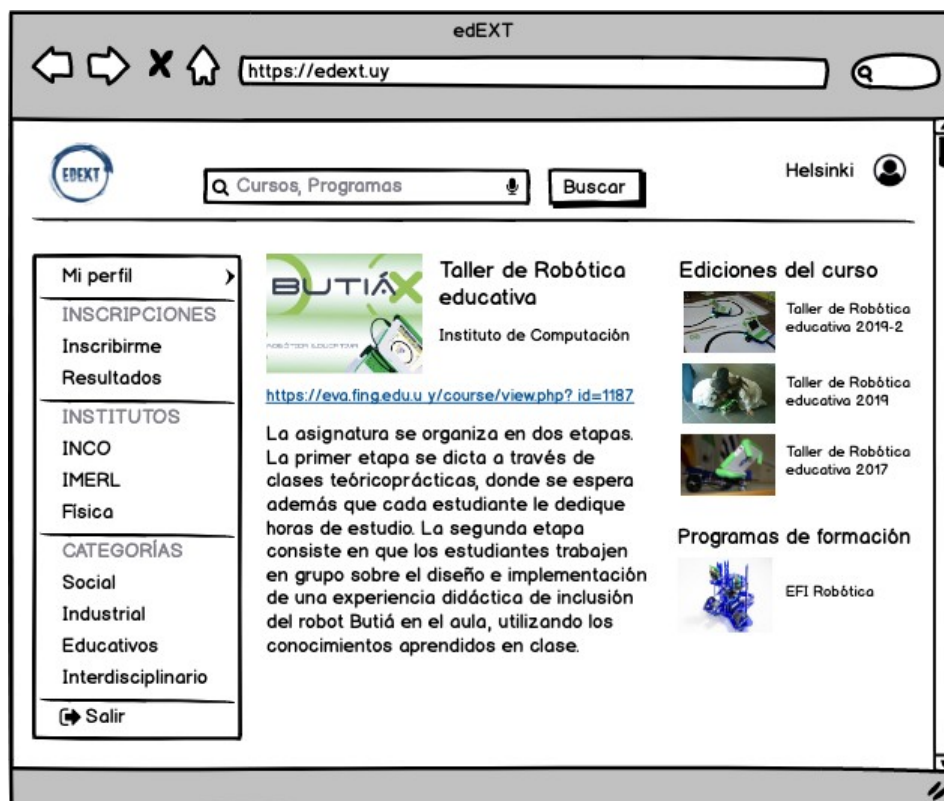 edEXT
https://edext.uy
EDEXT
Cursos, Programas
Buscar
Helsinki
Mi perfil
INSCRIPCIONES
Inscribirme
Resultados
INSTITUTOS
INCO
IMERL
Física
CATEGORÍAS
Social
Industrial
Educativos
Interdisciplinario
Salir
BUTIÁ
ROBÓTICA EDUCATIVA
Taller de Robótica
educativa
Instituto de Computación
https://eva.fing.edu.u y/course/view.php? id=1187
La asignatura se organiza en dos etapas.
La primer etapa se dicta a través de
clases teóricoprácticas, donde se espera
además que cada estudiante le dedique
horas de estudio. La segunda etapa
consiste en que los estudiantes trabajen
en grupo sobre el diseño e implementación
de una experiencia didáctica de inclusión
del robot Butiá en el aula, utilizando los
conocimientos aprendidos en clase.
Ediciones del curso
Taller de Robótica
educativa 2019-2
Taller de Robótica
educativa 2019
Taller de Robótica
educativa 2017
Programas de formación
EFI Robótica